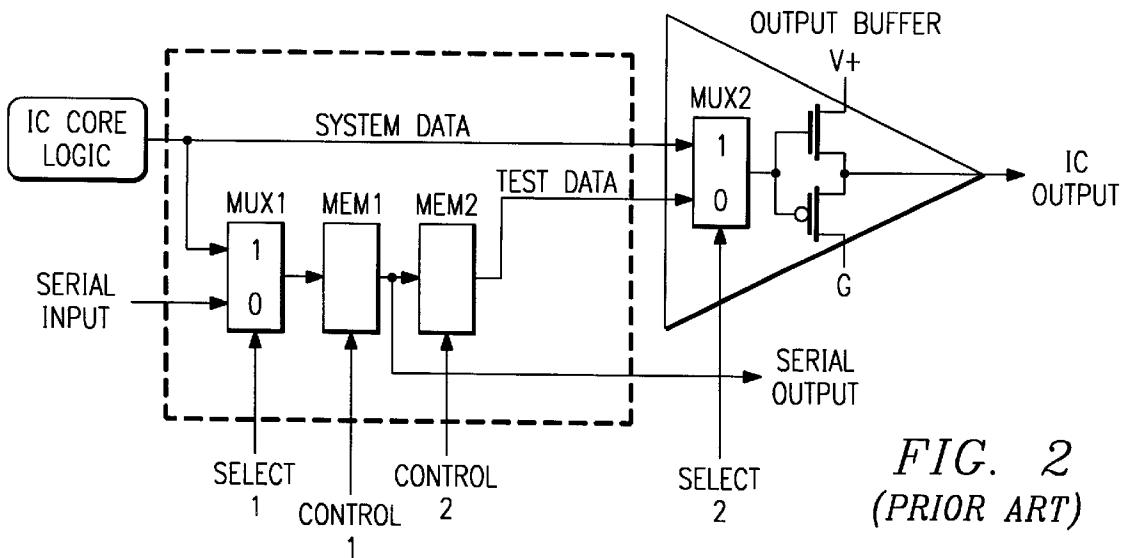 OUTPUT BUFFER
V+
MUX2
IC CORE
LOGIC
SYSTEM DATA
1
IC
OUTPUT
TEST DATA
0
MUX1
MEM1
MEM2
1
0
G
SERIAL
INPUT
SERIAL
OUTPUT
SELECT
1
CONTROL
1
CONTROL
2
SELECT
2
FIG. 2
(PRIOR ART)